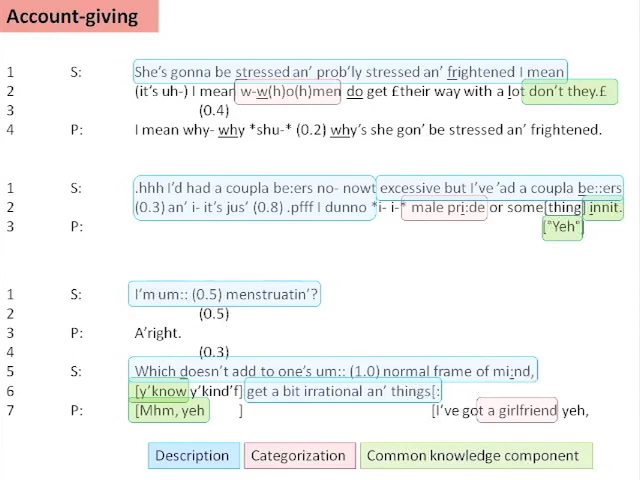 Account-giving
1 S: She's gonna be stressed an' prob'ly stressed an' frightened I mean
2 (it's uh-) I mean w-w(h)o(h)men do get £their way with a lot don't they.£
3 (0.4)
4 P: I mean why- why *shu-* (0.2) why's she gon' be stressed an' frightened.
1 S: .hhh I'd had a coupla be:ers no- nowt excessive but I've 'ad a coupla be::ers
2 (0.3) an' i- it's jus' (0.8) .pfff I dunno *i- i-* male pri:de or some[thing] innit.
3 P: [°Yeh°]
1 S: I'm um:: (0.5) menstruatin'?
2 (0.5)
3 P: A'right.
4 (0.3)
5 S: Which doesn't add to one's um:: (1.0) normal frame of mi:nd,
6 [y'know y'kind'f] get a bit irrational an' things[:
7 P: [Mhm, yeh ] [I've got a girlfriend yeh,
Description Categorization Common knowledge component